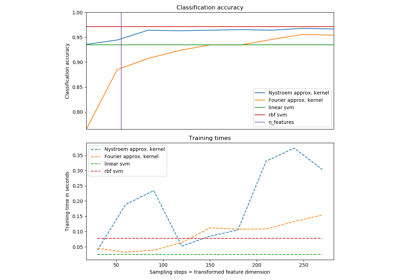 Classification accuracy
1.00
0.95
0.90
0.85
0.80
Classification accuracy
Nystroem approx. kernel
Fourier approx. kernel
linear svm
rbf svm
n_features
Training times
0.35
0.30
0.25
0.20
0.15
0.10
0.05
Training time in seconds
Nystroem approx. kernel
Fourier approx. kernel
linear svm
rbf svm
50
100
150
200
250
Sampling steps = transformed feature dimension